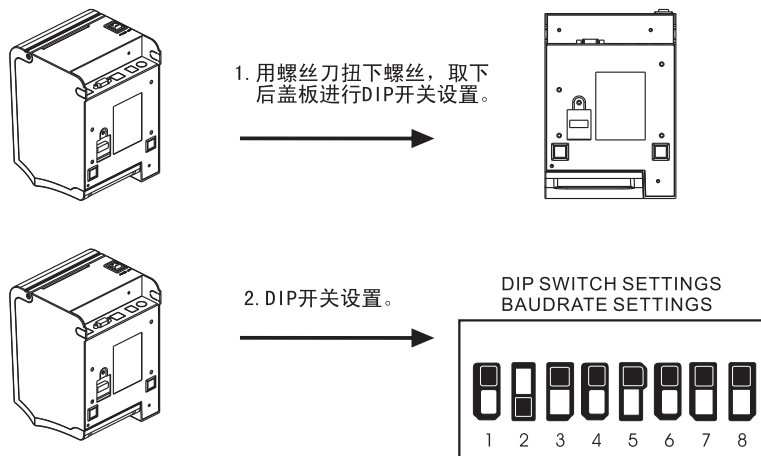 1.用螺丝刀扭下螺丝，取下
后盖板进行DIP开关设置。
2.DIP开关设置。
DIP SWITCH SETTINGS
BAUDRATE SETTINGS
1 2 3 4 5 6 7 8